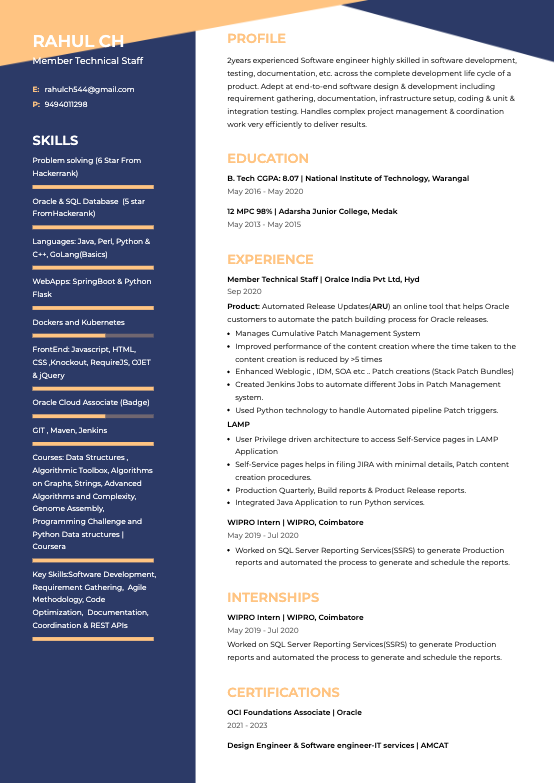 RAHUL CH
Member Technical Staff
E: rahulch544@gmail.com
P: 9494011298
SKILLS
Problem solving (6 Star From
Hackerrank)
Oracle & SQL Database (5 star
FromHackerank)
Languages: Java, Perl, Python &
C++, GoLang(Basics)
WebApps: SpringBoot & Python
Flask
Dockers and Kubernetes
FrontEnd: Javascript, HTML,
CSS ,Knockout, RequireJS, OJET
& jQuery
Oracle Cloud Associate (Badge)
GIT , Maven, Jenkins
Courses: Data Structures ,
Algorithmic Toolbox, Algorithms
on Graphs, Strings, Advanced
Algorithms and Complexity,
Genome Assembly,
Programming Challenge and
Python Data structures |
Coursera
Key Skills:Software Development,
Requirement Gathering, Agile
Methodology, Code
Optimization, Documentation,
Coordination & REST APIs
PROFILE
2years experienced Software engineer highly skilled in software development,
testing, documentation, etc. across the complete development life cycle of a
product. Adept at end-to-end software design & development including
requirement gathering, documentation, infrastructure setup, coding & unit &
integration testing. Handles complex project management & coordination
work very efficiently to deliver results.
EDUCATION
B. Tech CGPA: 8.07 | National Institute of Technology, Warangal
May 2016 - May 2020
12 MPC 98% | Adarsha Junior College, Medak
May 2013 - May 2015
EXPERIENCE
Member Technical Staff | Oralce India Pvt Ltd, Hyd
Sep 2020
Product: Automated Release Updates(ARU) an online tool that helps Oracle
customers to automate the patch building process for Oracle releases.
• Manages Cumulative Patch Management System
• Improved performance of the content creation where the time taken to the
content creation is reduced by >5 times
• Enhanced Weblogic , IDM, SOA etc .. Patch creations (Stack Patch Bundles)
• Created Jenkins Jobs to automate different Jobs in Patch Management
system.
• Used Python technology to handle Automated pipeline Patch triggers.
LAMP
• User Privilege driven architecture to access Self-Service pages in LAMP
Application
• Self-Service pages helps in filing JIRA with minimal details, Patch content
creation procedures.
• Production Quarterly, Build reports & Product Release reports.
• Integrated Java Application to run Python services.
WIPRO Intern | WIPRO, Coimbatore
May 2019 - Jul 2020
• Worked on SQL Server Reporting Services(SSRS) to generate Production
reports and automated the process to generate and schedule the reports.
INTERNSHIPS
WIPRO Intern | WIPRO, Coimbatore
May 2019 - Jul 2020
Worked on SQL Server Reporting Services(SSRS) to generate Production
reports and automated the process to generate and schedule the reports.
CERTIFICATIONS
OCI Foundations Associate | Oracle
2021 - 2023
Design Engineer & Software engineer-IT services | AMCAT